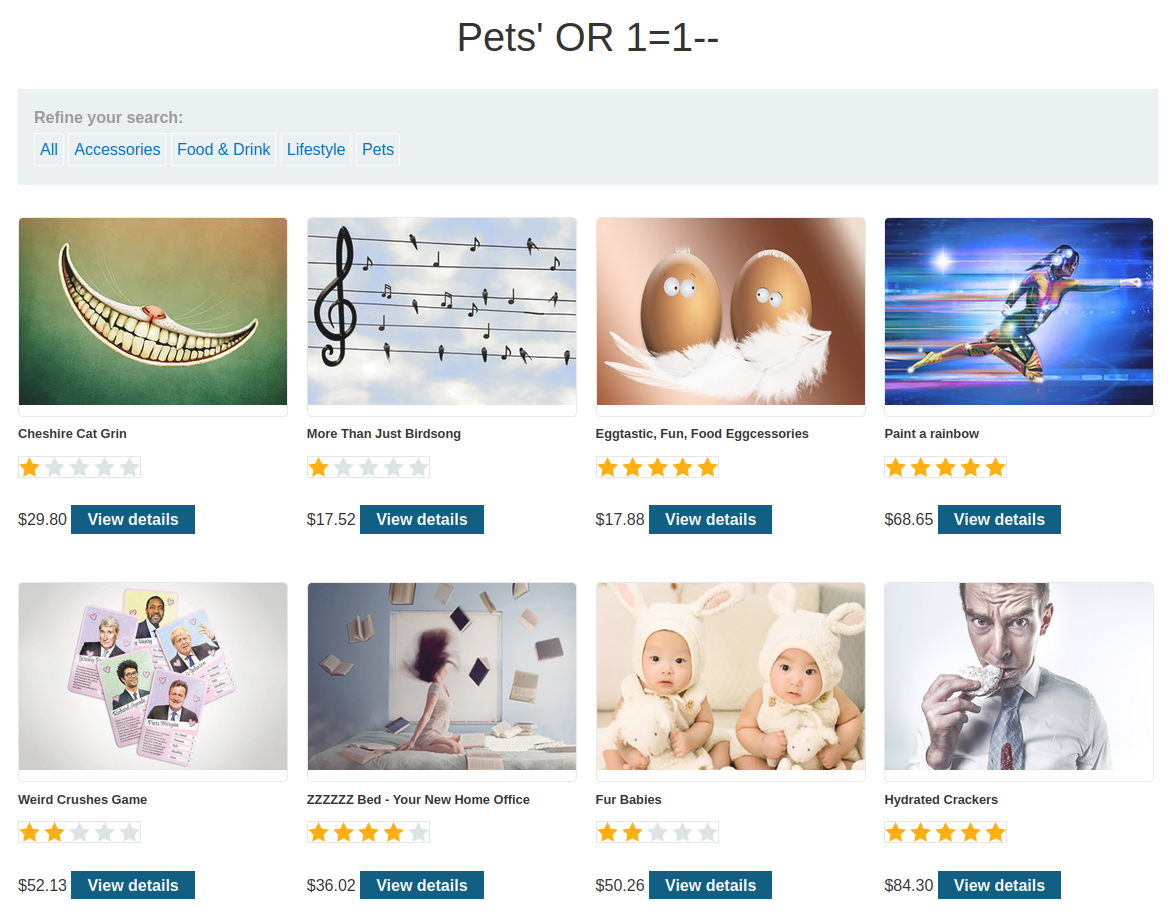 Pets' OR 1=1--
Refine your search:
All Accessories Food & Drink Lifestyle Pets
Cheshire Cat Grin
More Than Just Birdsong
Eggtastic, Fun, Food Eggcessories
Paint a rainbow
$29.80 View details
$17.52 View details
$17.88 View details
$68.65 View details
Weird Crushes Game
ZZZZZZ Bed - Your New Home Office
Fur Babies
Hydrated Crackers
$52.13 View details
$36.02 View details
$50.26 View details
$84.30 View details